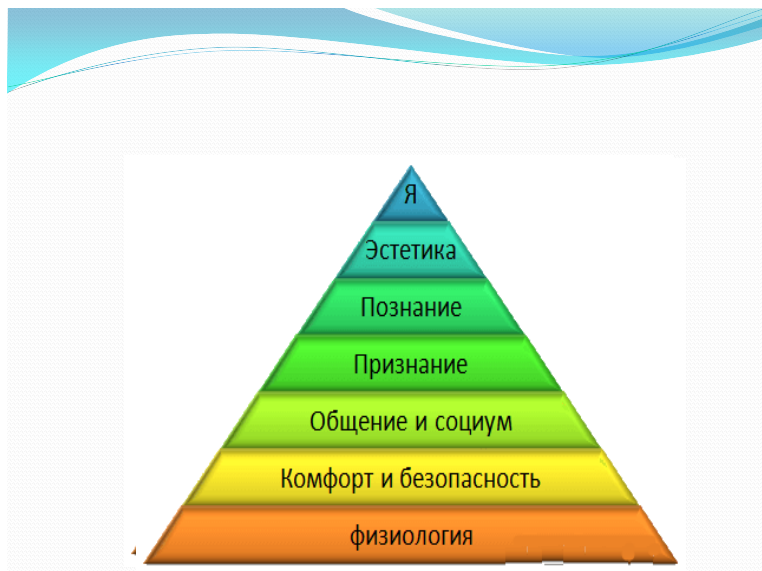 Я
Эстетика
Познание
Признание
Общение и социум
Комфорт и безопасность
физиология